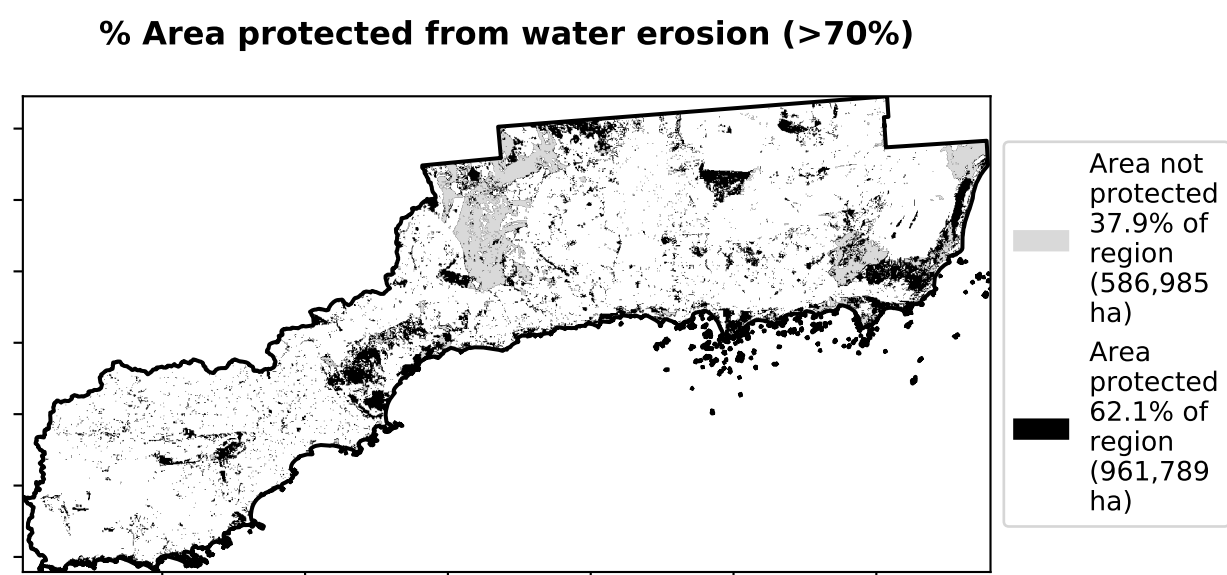 % Area protected from water erosion (>70%)
Area not
protected
37.9% of
region
(586,985
ha)
Area
protected
62.1% of
region
(961,789
ha)